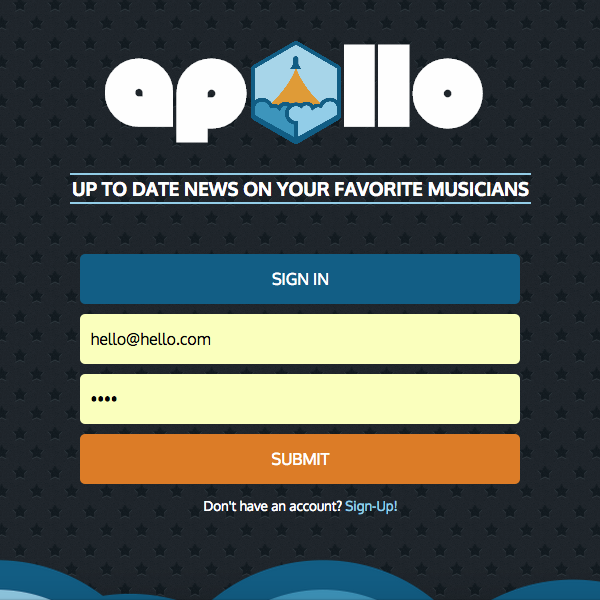 apollo
UP TO DATE NEWS ON YOUR FAVORITE MUSICIANS
SIGN IN
hello@hello.com
••••
SUBMIT
Don't have an account? Sign-Up!